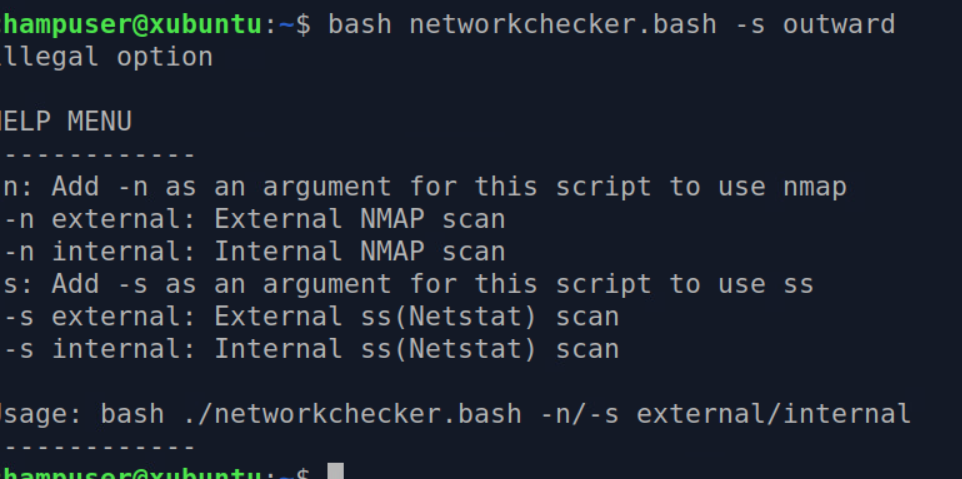 hampuser@xubuntu:~$ bash networkchecker.bash -s outward
llegal option
ELP MENU
------------
n: Add -n as an argument for this script to use nmap
-n external: External NMAP scan
-n internal: Internal NMAP scan
s: Add -s as an argument for this script to use ss
-s external: External ss(Netstat) scan
-s internal: Internal ss(Netstat) scan
sage: bash ./networkchecker.bash -n/-s external/internal
------------
hampuser@xubuntu:~$